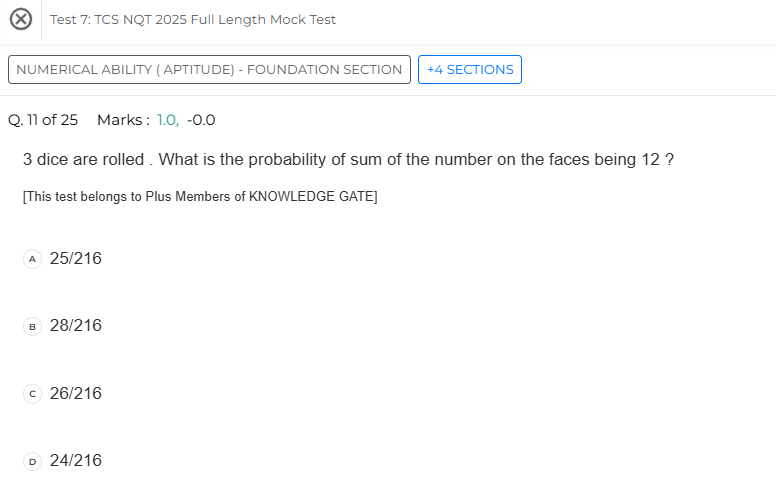 Test 7: TCS NQT 2025 Full Length Mock Test
NUMERICAL ABILITY ( APTITUDE) - FOUNDATION SECTION
+4 SECTIONS
Q. 11 of 25 Marks : 1.0, -0.0
3 dice are rolled . What is the probability of sum of the number on the faces being 12 ?
[This test belongs to Plus Members of KNOWLEDGE GATE]
A 25/216
B 28/216
C 26/216
D 24/216